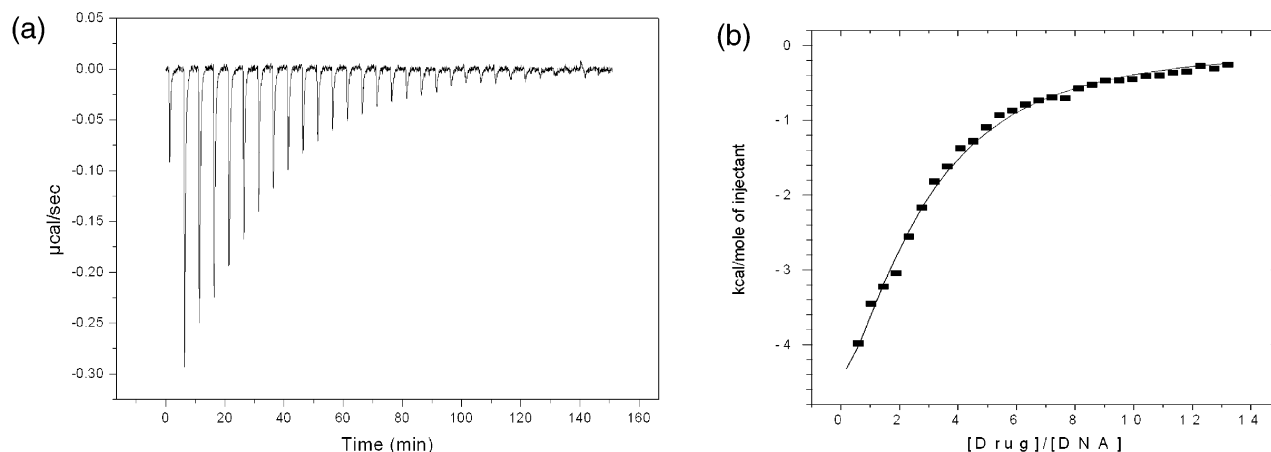 (a)
0.05
0.00
-0.05
-0.10
-0.15
-0.20
-0.25
-0.30
µcal/sec
0 20 40 60 80 100 120 140 160
Time (min)
(b)
0
-1
-2
-3
-4
kcal/mole of injectant
0 2 4 6 8 10 12 14
[Drug]/[DNA]